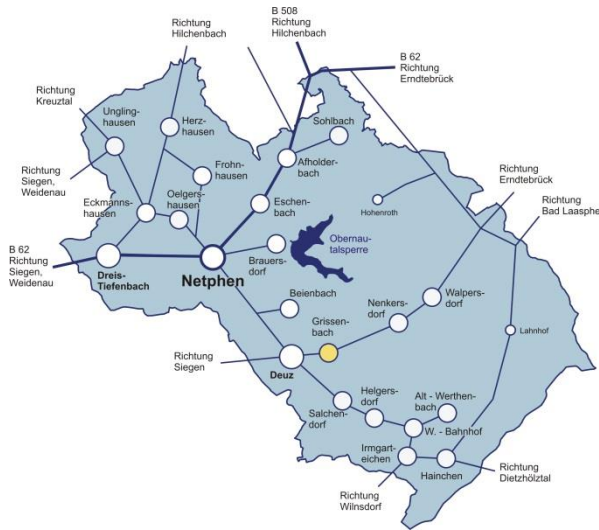 B 508
Richtung
Hilchenbach
Richtung
Hilchenbach
B 62
Richtung
Erndtebrück
Richtung
Kreuztal
Ungling-
hausen
Herz-
hausen
Sohlbach
Afholder-
bach
Frohn-
hausen
Richtung
Siegen,
Weidenau
Eckmanns-
hausen
Oelgers-
hausen
Eschen-
bach
Hohenroth
Richtung
Erndtebrück
Richtung
Bad Laasphe
B 62
Richtung
Siegen,
Weidenau
Dreis-
Tiefenbach
Netphen
Brauers-
dorf
Obernau-
talsperre
Beienbach
Grissen-
bach
Nenkers-
dorf
Walpers-
dorf
Lahnhof
Richtung
Siegen
Deuz
Salchen-
dorf
Helgers-
dorf
Alt - Werthen-
bach
W. - Bahnhof
Irmgart-
eichen
Hainchen
Richtung
Wilnsdorf
Richtung
Dietzhölztal